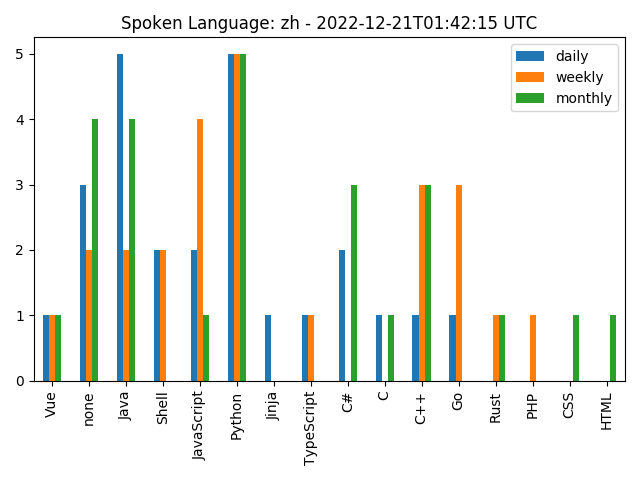 Spoken Language: zh - 2022-12-21T01:42:15 UTC
daily
weekly
monthly
5
4
3
2
1
0
Vue
none
Java
Shell
JavaScript
Python
Jinja
TypeScript
C#
C
C++
Go
Rust
PHP
CSS
HTML